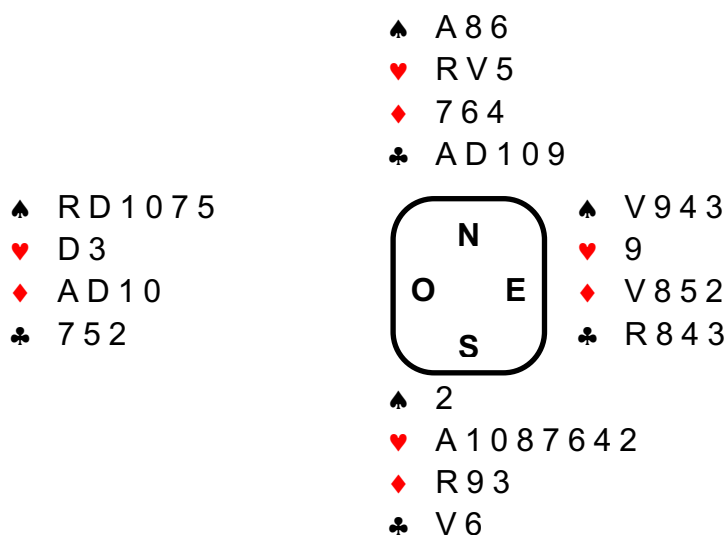 ♠ A 8 6
♥ R V 5
♦ 7 6 4
♣ A D 10 9
♠ R D 10 7 5
♥ D 3
♦ A D 10
♣ 7 5 2
N
O E
S
♠ V 9 4 3
♥ 9
♦ V 8 5 2
♣ R 8 4 3
♠ 2
♥ A 10 8 7 6 4 2
♦ R 9 3
♣ V 6